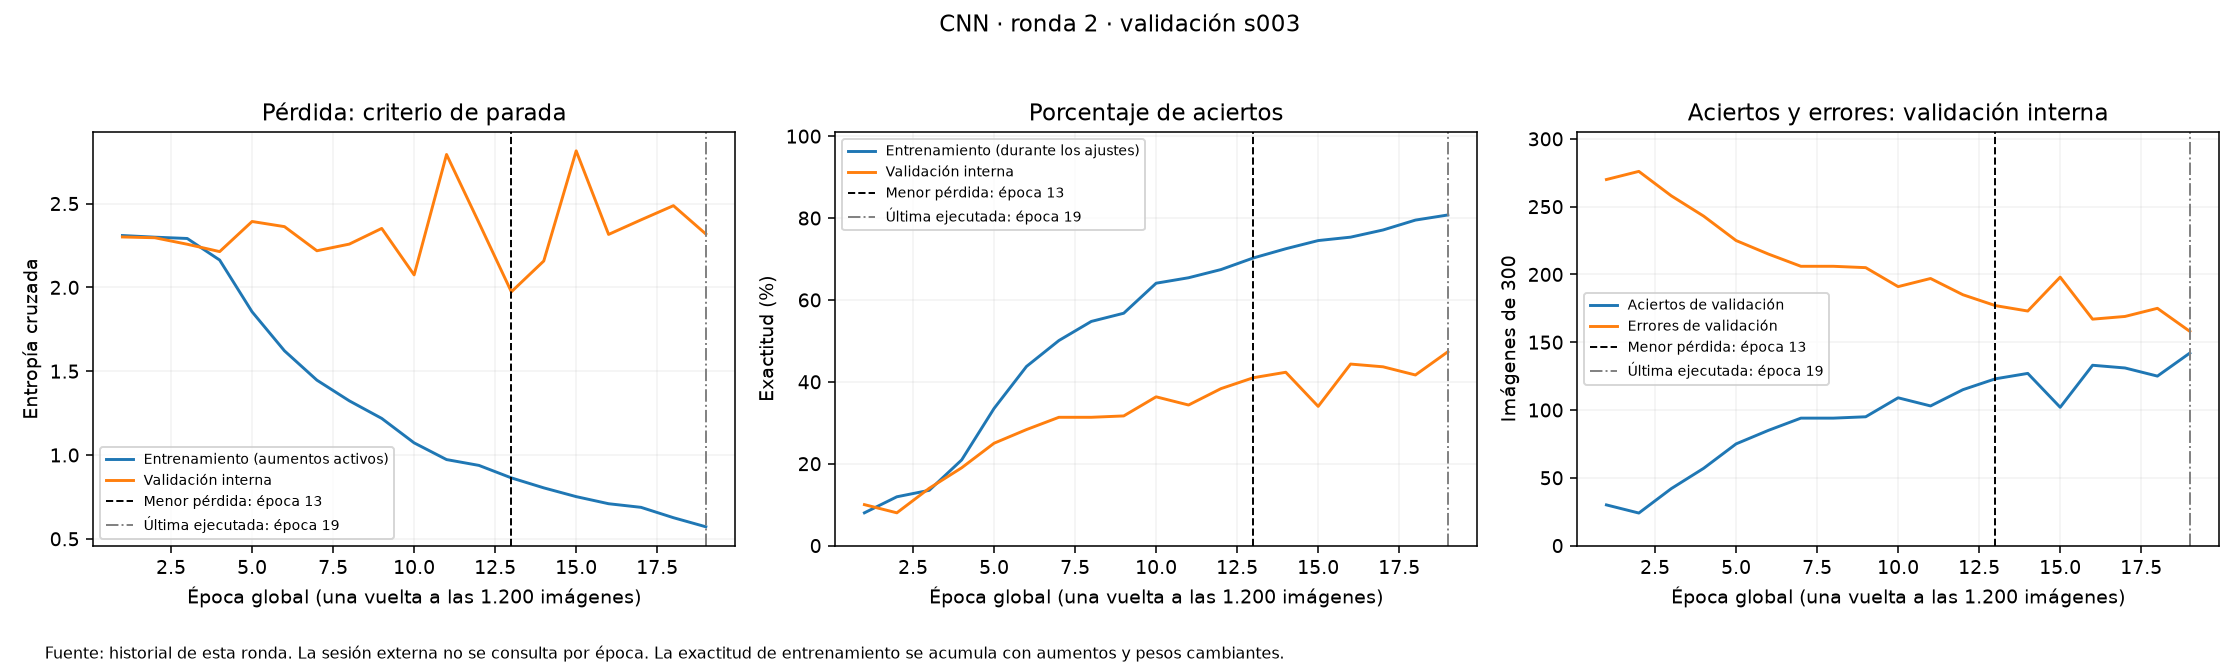 CNN · ronda 2 · validación s003
Pérdida: criterio de parada
Entropía cruzada
2.5
2.0
1.5
1.0
0.5
Entrenamiento (aumentos activos)
Validación interna
Menor pérdida: época 13
Última ejecutada: época 19
2.5 5.0 7.5 10.0 12.5 15.0 17.5
Época global (una vuelta a las 1.200 imágenes)
Porcentaje de aciertos
Exactitud (%)
100
80
60
40
20
0
Entrenamiento (durante los ajustes)
Validación interna
Menor pérdida: época 13
Última ejecutada: época 19
2.5 5.0 7.5 10.0 12.5 15.0 17.5
Época global (una vuelta a las 1.200 imágenes)
Aciertos y errores: validación interna
Imágenes de 300
300
250
200
150
100
50
0
Aciertos de validación
Errores de validación
Menor pérdida: época 13
Última ejecutada: época 19
2.5 5.0 7.5 10.0 12.5 15.0 17.5
Época global (una vuelta a las 1.200 imágenes)
Fuente: historial de esta ronda. La sesión externa no se consulta por época. La exactitud de entrenamiento se acumula con aumentos y pesos cambiantes.